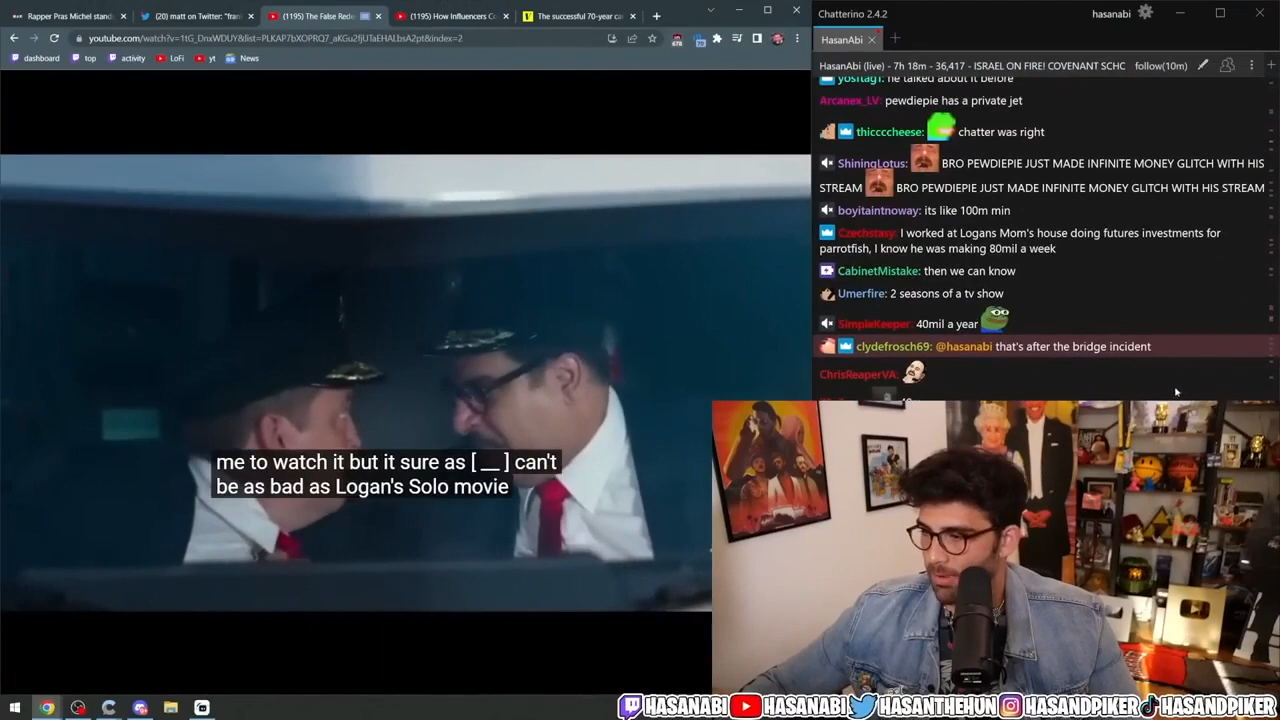 Rapper Pras Michel stand
(20) matt on Twitter: "fran
(1195) The False Rede
(1195) How Influencers C
The successful 70-year ca
youtube.com/watch?v=1tG_DnxWDUY&list=PLKAP7bXOPRQ7_aKGu2fjUTaEHALbsA2pt&index=2
dashboard
top
activity
LoFi
yt
News
me to watch it but it sure as [ __ ] can't
be as bad as Logan's Solo movie
Chatterino 2.4.2
hasanabi
HasanAbi
HasanAbi (live) - 7h 18m - 36,417 - ISRAEL ON FIRE! COVENANT SCHC
follow(10m)
yositag1: he talked about it before
Arcanex_LV: pewdiepie has a private jet
thiccccheese: chatter was right
ShiningLotus: BRO PEWDIEPIE JUST MADE INFINITE MONEY GLITCH WITH HIS
STREAM BRO PEWDIEPIE JUST MADE INFINITE MONEY GLITCH WITH HIS STREAM
boyitaintnoway: its like 100m min
Czechstasy: I worked at Logans Mom's house doing futures investments for
parrotfish, I know he was making 80mil a week
CabinetMistake: then we can know
Umerfire: 2 seasons of a tv show
SimpleKeeper: 40mil a year
clydefrosch69: @hasanabi that's after the bridge incident
ChrisReaperVA:
HASANABI
HASANABI
HASANTHEHUN
HASANDPIKER
HASANDPIKER